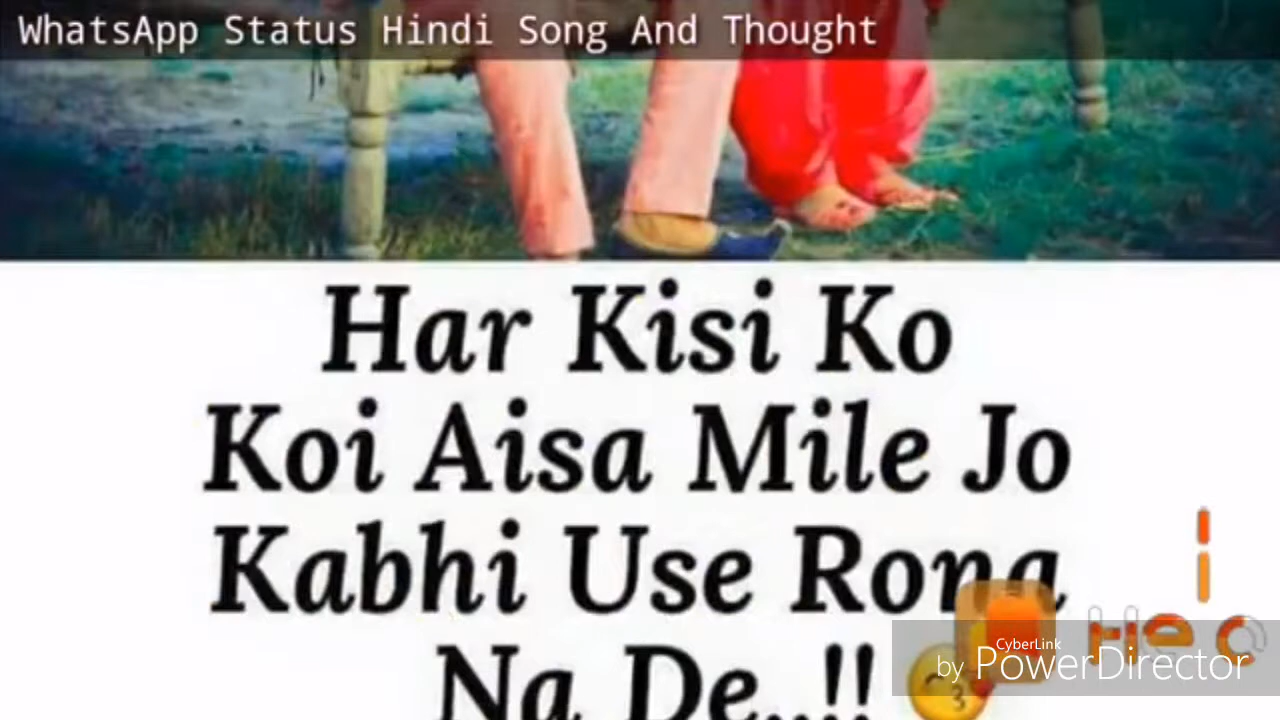 WhatsApp Status Hindi Song And Thought
Har Kisi Ko
Koi Aisa Mile Jo
Kabhi Use Rona
Na De..!!
Helo
CyberLink
by PowerDirector